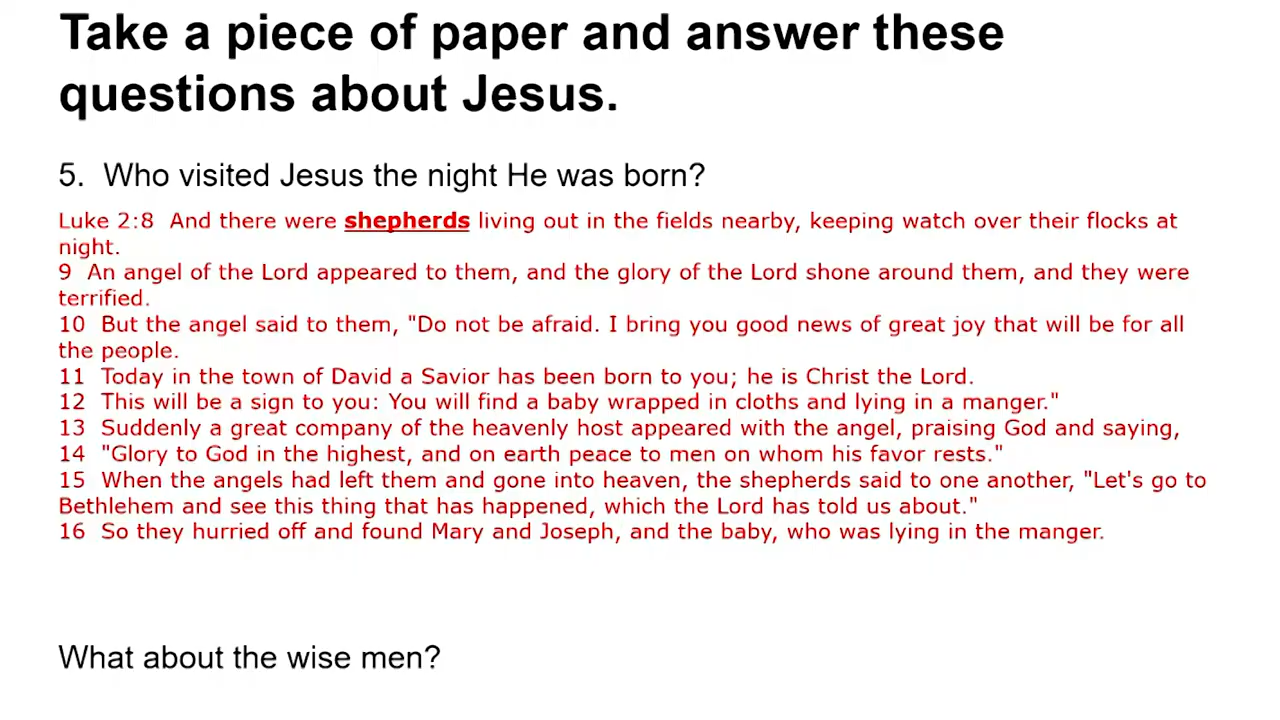 Take a piece of paper and answer these
questions about Jesus.
5.  Who visited Jesus the night He was born?
Luke 2:8  And there were shepherds living out in the fields nearby, keeping watch over their flocks at
night.
9  An angel of the Lord appeared to them, and the glory of the Lord shone around them, and they were
terrified.
10  But the angel said to them, "Do not be afraid. I bring you good news of great joy that will be for all
the people.
11  Today in the town of David a Savior has been born to you; he is Christ the Lord.
12  This will be a sign to you: You will find a baby wrapped in cloths and lying in a manger."
13  Suddenly a great company of the heavenly host appeared with the angel, praising God and saying,
14  "Glory to God in the highest, and on earth peace to men on whom his favor rests."
15  When the angels had left them and gone into heaven, the shepherds said to one another, "Let's go to
Bethlehem and see this thing that has happened, which the Lord has told us about."
16  So they hurried off and found Mary and Joseph, and the baby, who was lying in the manger.
What about the wise men?